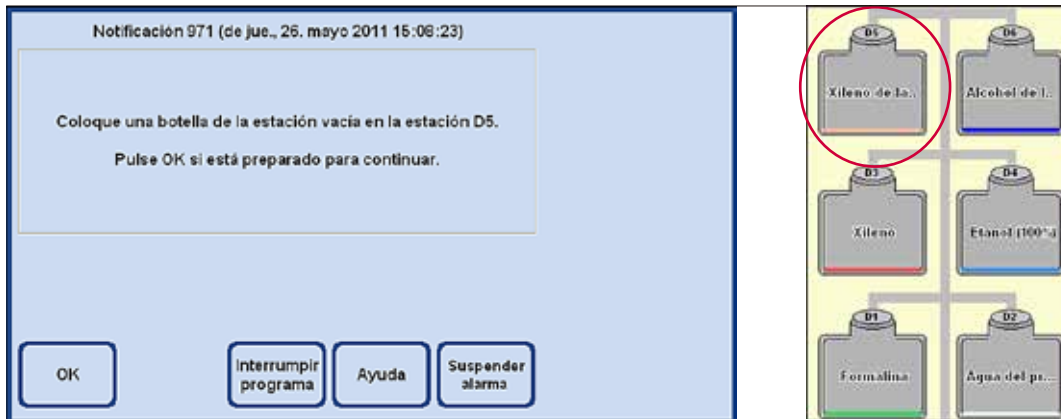 Notificación 971 (de jue., 26. mayo 2011 15:08:23)
Coloque una botella de la estación vacía en la estación D5.
Pulse OK si está preparado para continuar.
OK
Interrumpir
programa
Ayuda
Suspender
alarma
D5
D6
Xileno de la..
Alcohol de l..
D3
D4
Xileno
Etanol (100%)
D1
D2
Formalina
Agua del pr...